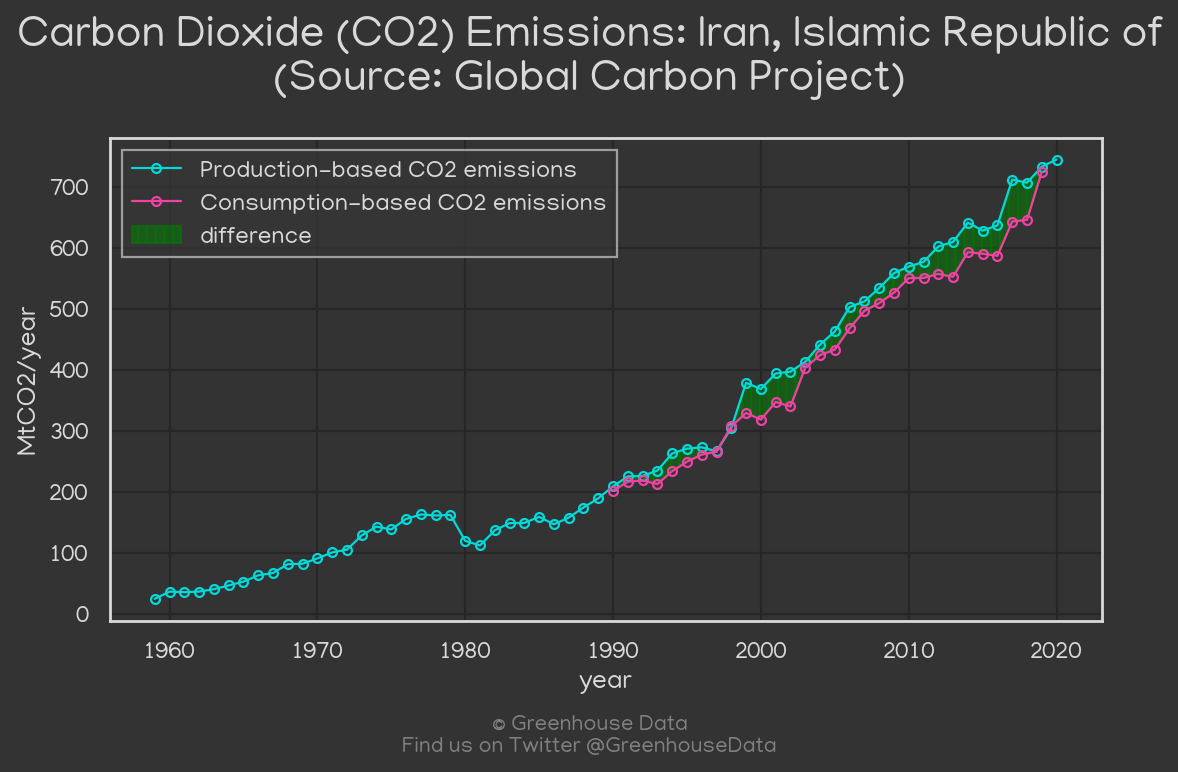 Carbon Dioxide (CO2) Emissions: Iran, Islamic Republic of
(Source: Global Carbon Project)
Production-bsed CO2 emissions
Consumption-based CO2 emissions
difference
700
600
500
400
300
200
100
0
MtCO2/year
1960 1970 1980 1990 2000 2010 2020
year
© Greenhouse Data
Find us on Twitter @GreenhouseData